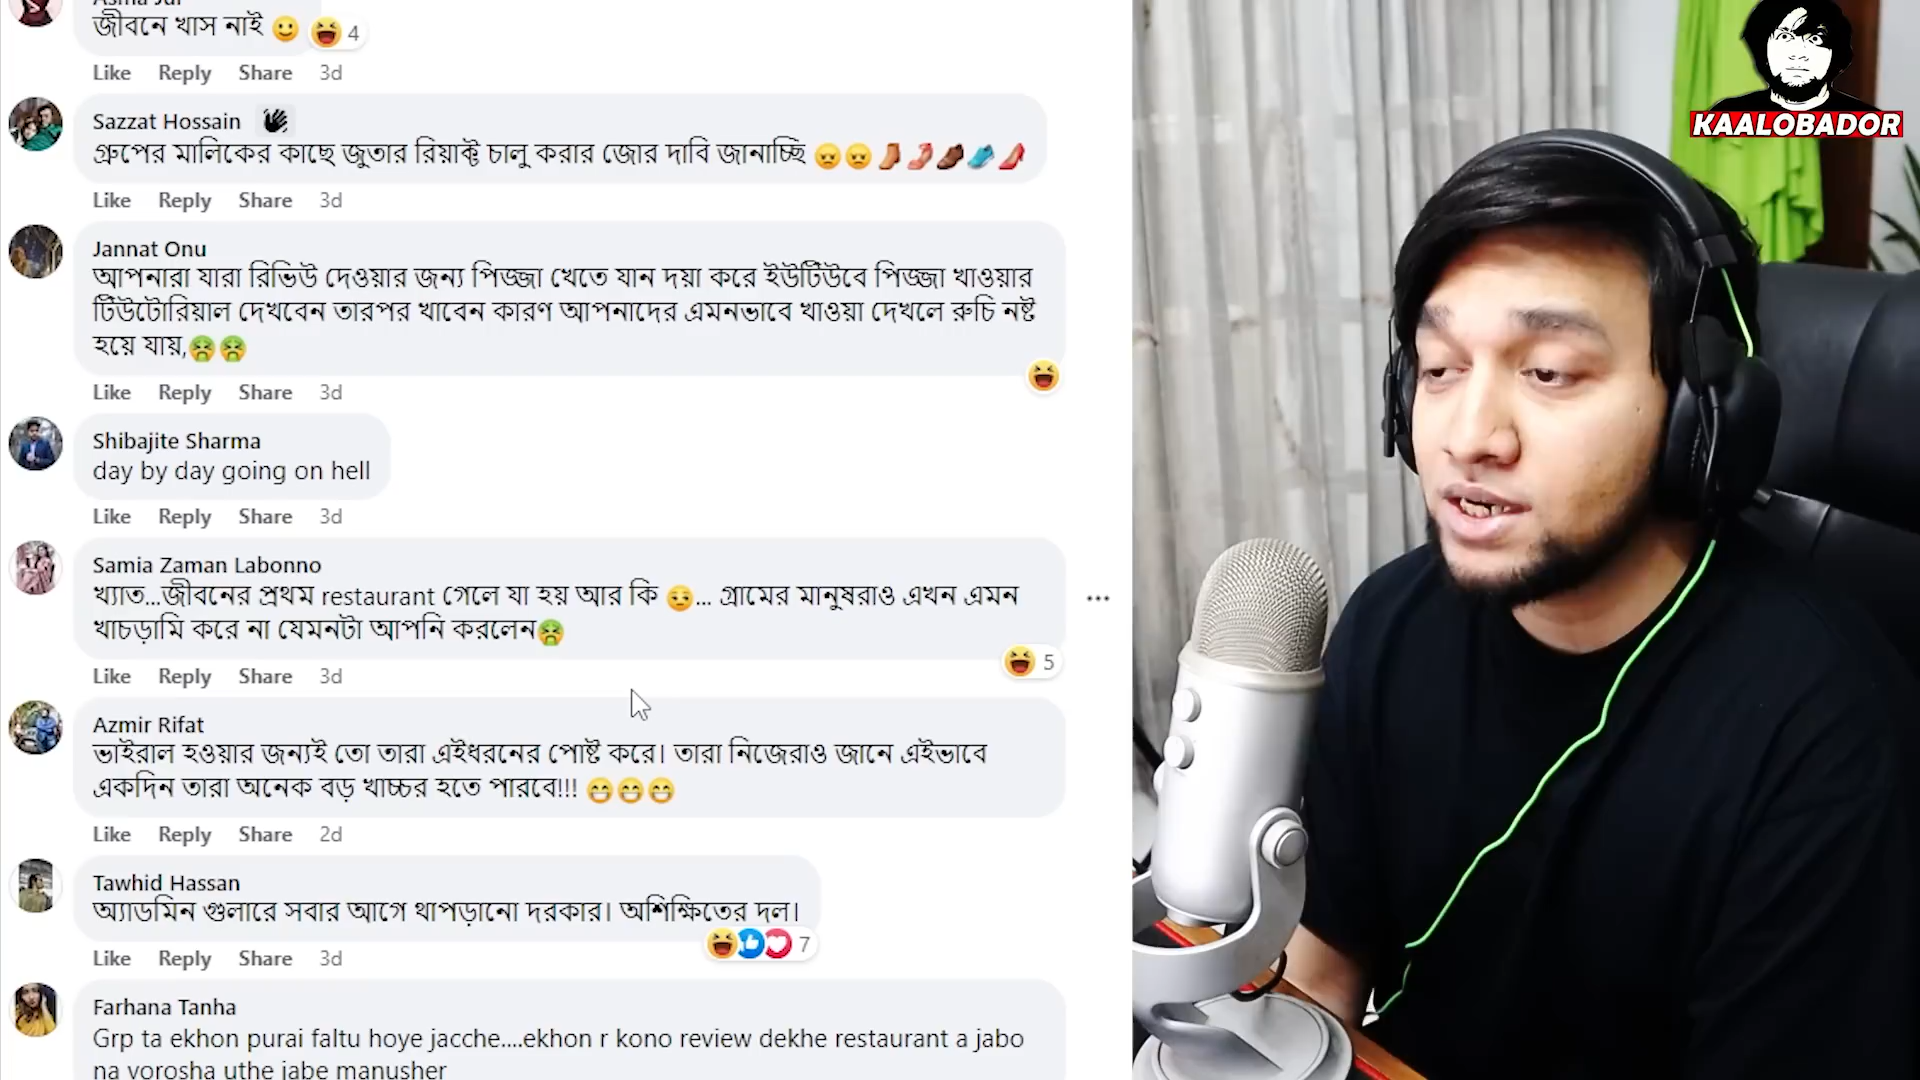 জীবনে খাস নাই 🙂
4
Like Reply Share 3d
KAALOBADOR
Sazzat Hossain
গ্রুপের মালিকের কাছে জুতার রিয়াক্ট চালু করার জোর দাবি জানাচ্ছি 😠😠👢👡👞👟👠
Like Reply Share 3d
Jannat Onu
আপনারা যারা রিভিউ দেওয়ার জন্য পিজ্জা খেতে যান দয়া করে ইউটিউবে পিজ্জা খাওয়ার
টিউটোরিয়াল দেখবেন তারপর খাবেন কারণ আপনাদের এমনভাবে খাওয়া দেখলে রুচি নষ্ট
হয়ে যায়,🤮🤮
Like Reply Share 3d
Shibajite Sharma
day by day going on hell
Like Reply Share 3d
Samia Zaman Labonno
খ্যাত...জীবনের প্রথম restaurant গেলে যা হয় আর কি 😒... গ্রামের মানুষরাও এখন এমন
খাচড়ামি করে না যেমনটা আপনি করলেন🤮
5
Like Reply Share 3d
Azmir Rifat
ভাইরাল হওয়ার জন্যই তো তারা এইধরনের পোষ্ট করে। তারা নিজেরাও জানে এইভাবে
একদিন তারা অনেক বড় খাচ্চর হতে পারবে!!! 😁😁😁
Like Reply Share 2d
Tawhid Hassan
অ্যাডমিন গুলারে সবার আগে থাপড়ানো দরকার। অশিক্ষিতের দল।
7
Like Reply Share 3d
Farhana Tanha
Grp ta ekhon purai faltu hoye jacche....ekhon r kono review dekhe restaurant a jabo
na vorosha uthe jabe manusher